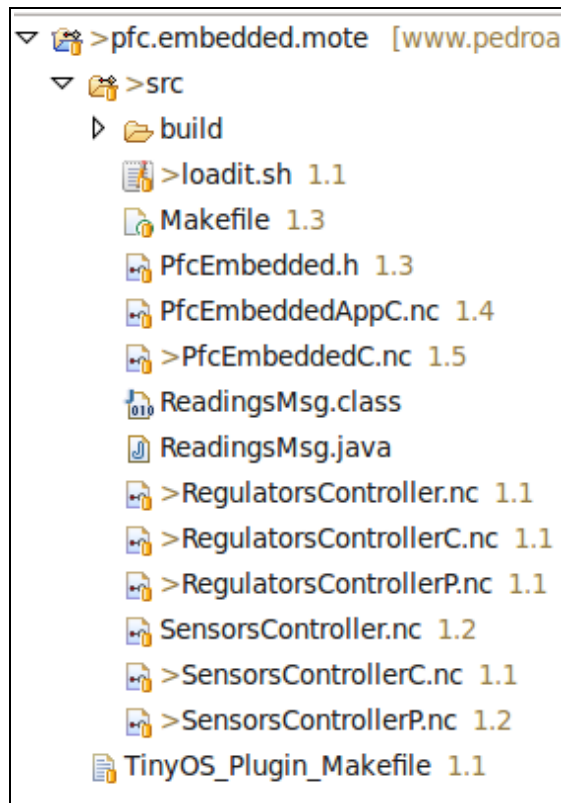 >pfc.embedded.mote [www.pedroa
>src
build
>loadit.sh 1.1
Makefile 1.3
PfcEmbedded.h 1.3
PfcEmbeddedAppC.nc 1.4
>PfcEmbeddedC.nc 1.5
ReadingsMsg.class
ReadingsMsg.java
>RegulatorsController.nc 1.1
>RegulatorsControllerC.nc 1.1
>RegulatorsControllerP.nc 1.1
SensorsController.nc 1.2
>SensorsControllerC.nc 1.1
>SensorsControllerP.nc 1.2
TinyOS_Plugin_Makefile 1.1